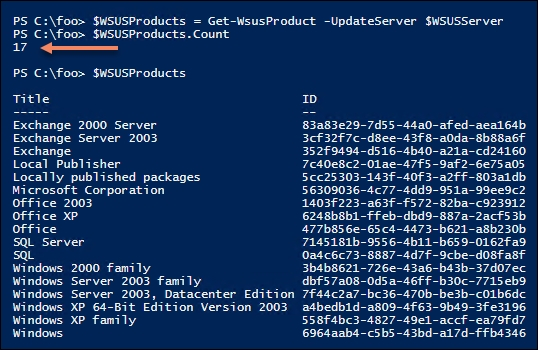 PS C:\foo> $WSUSProducts = Get-WsusProduct -UpdateServer $WSUSServer
PS C:\foo> $WSUSProducts.Count
17
PS C:\foo> $WSUSProducts
Title ID
----- --
Exchange 2000 Server 83a83e29-7d55-44a0-afed-aea164b
Exchange Server 2003 3cf32f7c-d8ee-43f8-a0da-8b88a6f
Exchange 352f9494-d516-4b40-a21a-cd24160
Local Publisher 7c40e8c2-01ae-47f5-9af2-6e75a05
Locally published packages 5cc25303-143f-40f3-a2ff-803a1db
Microsoft Corporation 56309036-4c77-4dd9-951a-99ee9c2
Office 2003 1403f223-a63f-f572-82ba-c923912
Office XP 6248b8b1-ffeb-dbd9-887a-2acf53b
Office 477b856e-65c4-4473-b621-a8b230b
SQL Server 7145181b-9556-4b11-b659-0162fa9
SQL 0a4c6c73-8887-4d7f-9cbe-d08fa8f
Windows 2000 family 3b4b8621-726e-43a6-b43b-37d07ec
Windows Server 2003 family dbf57a08-0d5a-46ff-b30c-7715eb9
Windows Server 2003, Datacenter Edition 7f44c2a7-bc36-470b-be3b-c01b6dc
Windows XP 64-Bit Edition Version 2003 a4bedb1d-a809-4f63-9b49-3fe3196
Windows XP family 558f4bc3-4827-49e1-accf-ea79fd7
Windows 6964aab4-c5b5-43bd-a17d-ffb4346